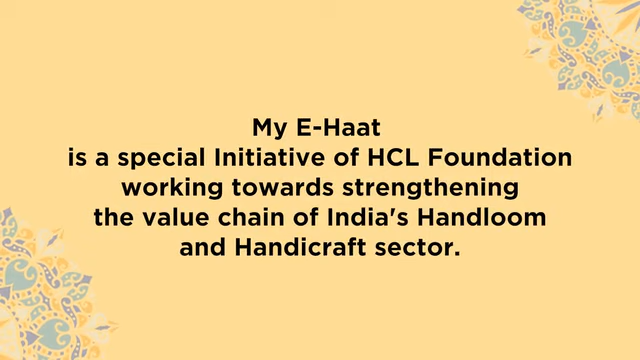 My E-Haat
is a special Initiative of HCL Foundation
working towards strengthening
the value chain of India's Handloom
and Handicraft sector.